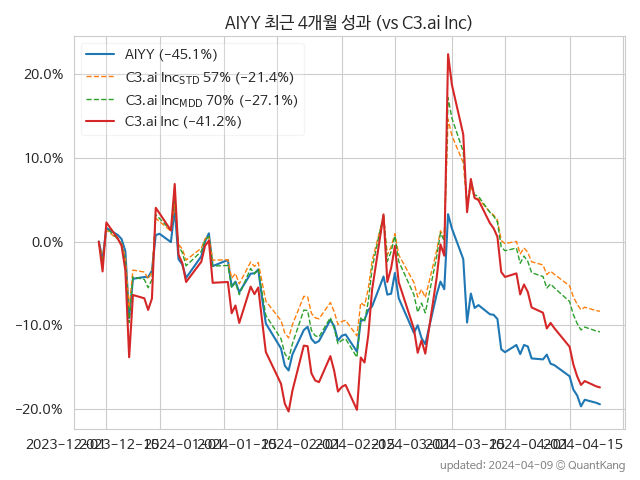 AIYY 최근 4개월 성과 (vs C3.ai Inc)
AIYY (−45.1%)
C3.ai Inc_STD 57% (−21.4%)
C3.ai Inc_MDD 70% (−27.1%)
C3.ai Inc (−41.2%)
20.0%
10.0%
0.0%
−10.0%
−20.0%
2023-12-01
2023-12-15
2024-01-01
2024-01-15
2024-02-01
2024-02-15
2024-03-01
2024-03-15
2024-04-01
2024-04-15
updated: 2024-04-09 @ QuantKang